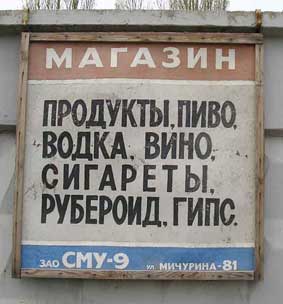 МАГАЗИН
ПРОДУКТЫ, ПИВО,
ВОДКА, ВИНО,
СИГАРЕТЫ,
РУБЕРОИД, ГИПС.
ЗАО СМУ-9 ул. МИЧУРИНА-81